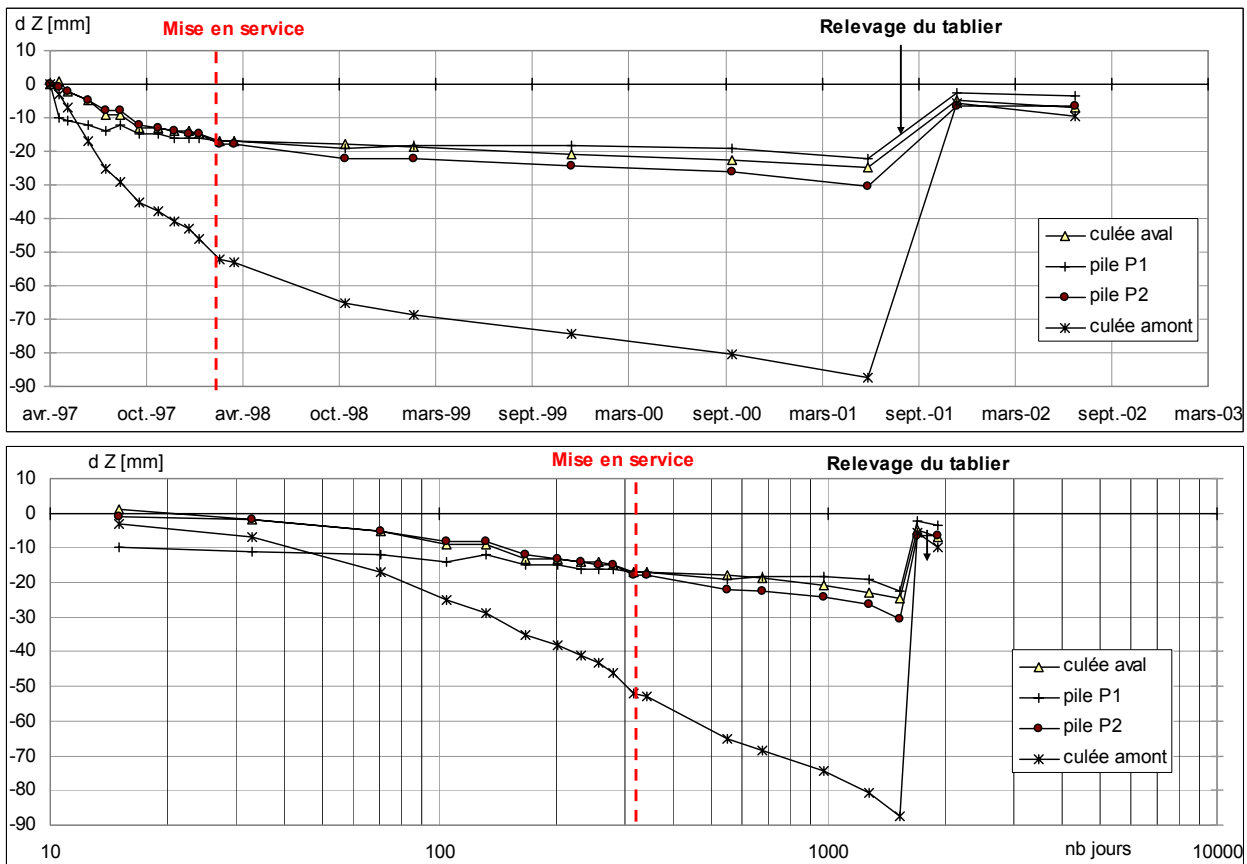 d Z [mm]
Mise en service
Relevage du tablier
10
0
-10
-20
-30
-40
-50
-60
-70
-80
-90
culée aval
pile P1
pile P2
culée amont
avr.-97 oct.-97 avr.-98 oct.-98 mars-99 sept.-99 mars-00 sept.-00 mars-01 sept.-01 mars-02 sept.-02 mars-03
d Z [mm]
Mise en service
Relevage du tablier
10
0
-10
-20
-30
-40
-50
-60
-70
-80
-90
culée aval
pile P1
pile P2
culée amont
10 100 1000 nb jours 10000